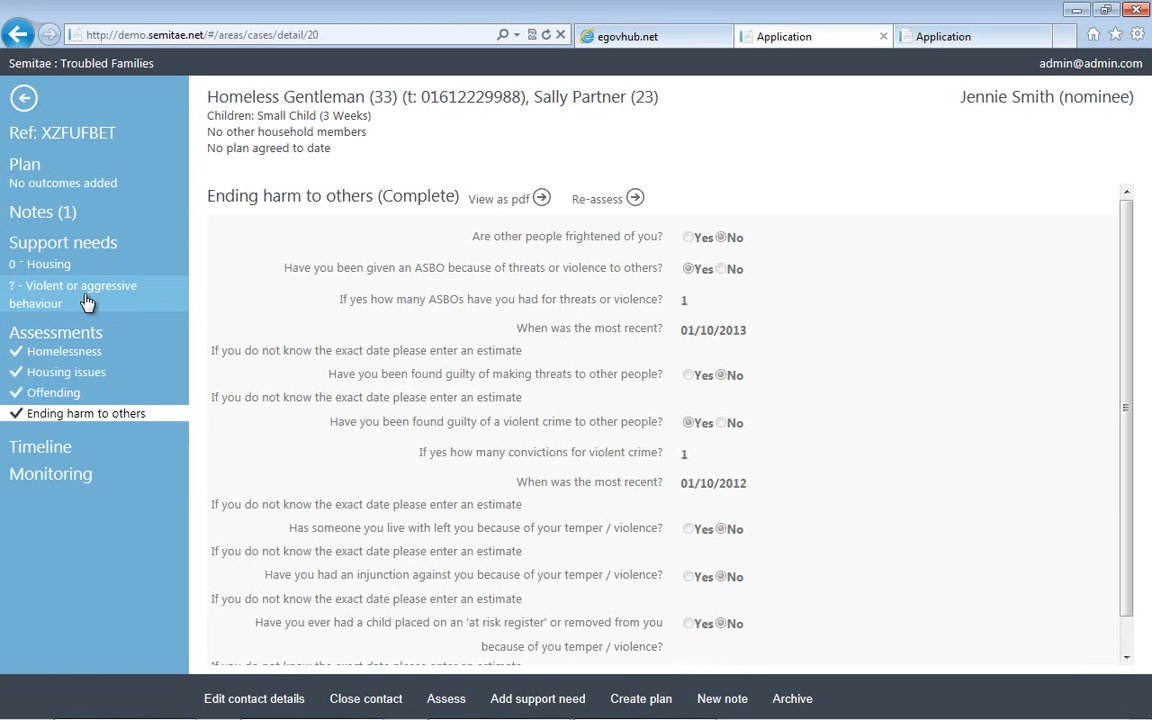 http://demo.semitae.net/#/areas/cases/detail/20
egovhub.net
Application
Application
Semitae : Troubled Families
admin@admin.com
Homeless Gentleman (33) (t: 01612229988), Sally Partner (23)
Jennie Smith (nominee)
Children: Small Child (3 Weeks)
No other household members
No plan agreed to date
Ref: XZFUFBET
Plan
No outcomes added
Notes (1)
Support needs
0 - Housing
? - Violent or aggressive
behaviour
Assessments
Homelessness
Housing issues
Offending
Ending harm to others
Timeline
Monitoring
Ending harm to others (Complete)
View as pdf
Re-assess
Are other people frightened of you? Yes No
Have you been given an ASBO because of threats or violence to others? Yes No
If yes how many ASBOs have you had for threats or violence? 1
When was the most recent? 01/10/2013
If you do not know the exact date please enter an estimate
Have you been found guilty of making threats to other people? Yes No
If you do not know the exact date please enter an estimate
Have you been found guilty of a violent crime to other people? Yes No
If yes how many convictions for violent crime? 1
When was the most recent? 01/10/2012
If you do not know the exact date please enter an estimate
Has someone you live with left you because of your temper / violence? Yes No
If you do not know the exact date please enter an estimate
Have you had an injunction against you because of your temper / violence? Yes No
If you do not know the exact date please enter an estimate
Have you ever had a child placed on an 'at risk register' or removed from you Yes No
because of you temper / violence?
If you do not know the exact date please enter an estimate
Edit contact details
Close contact
Assess
Add support need
Create plan
New note
Archive